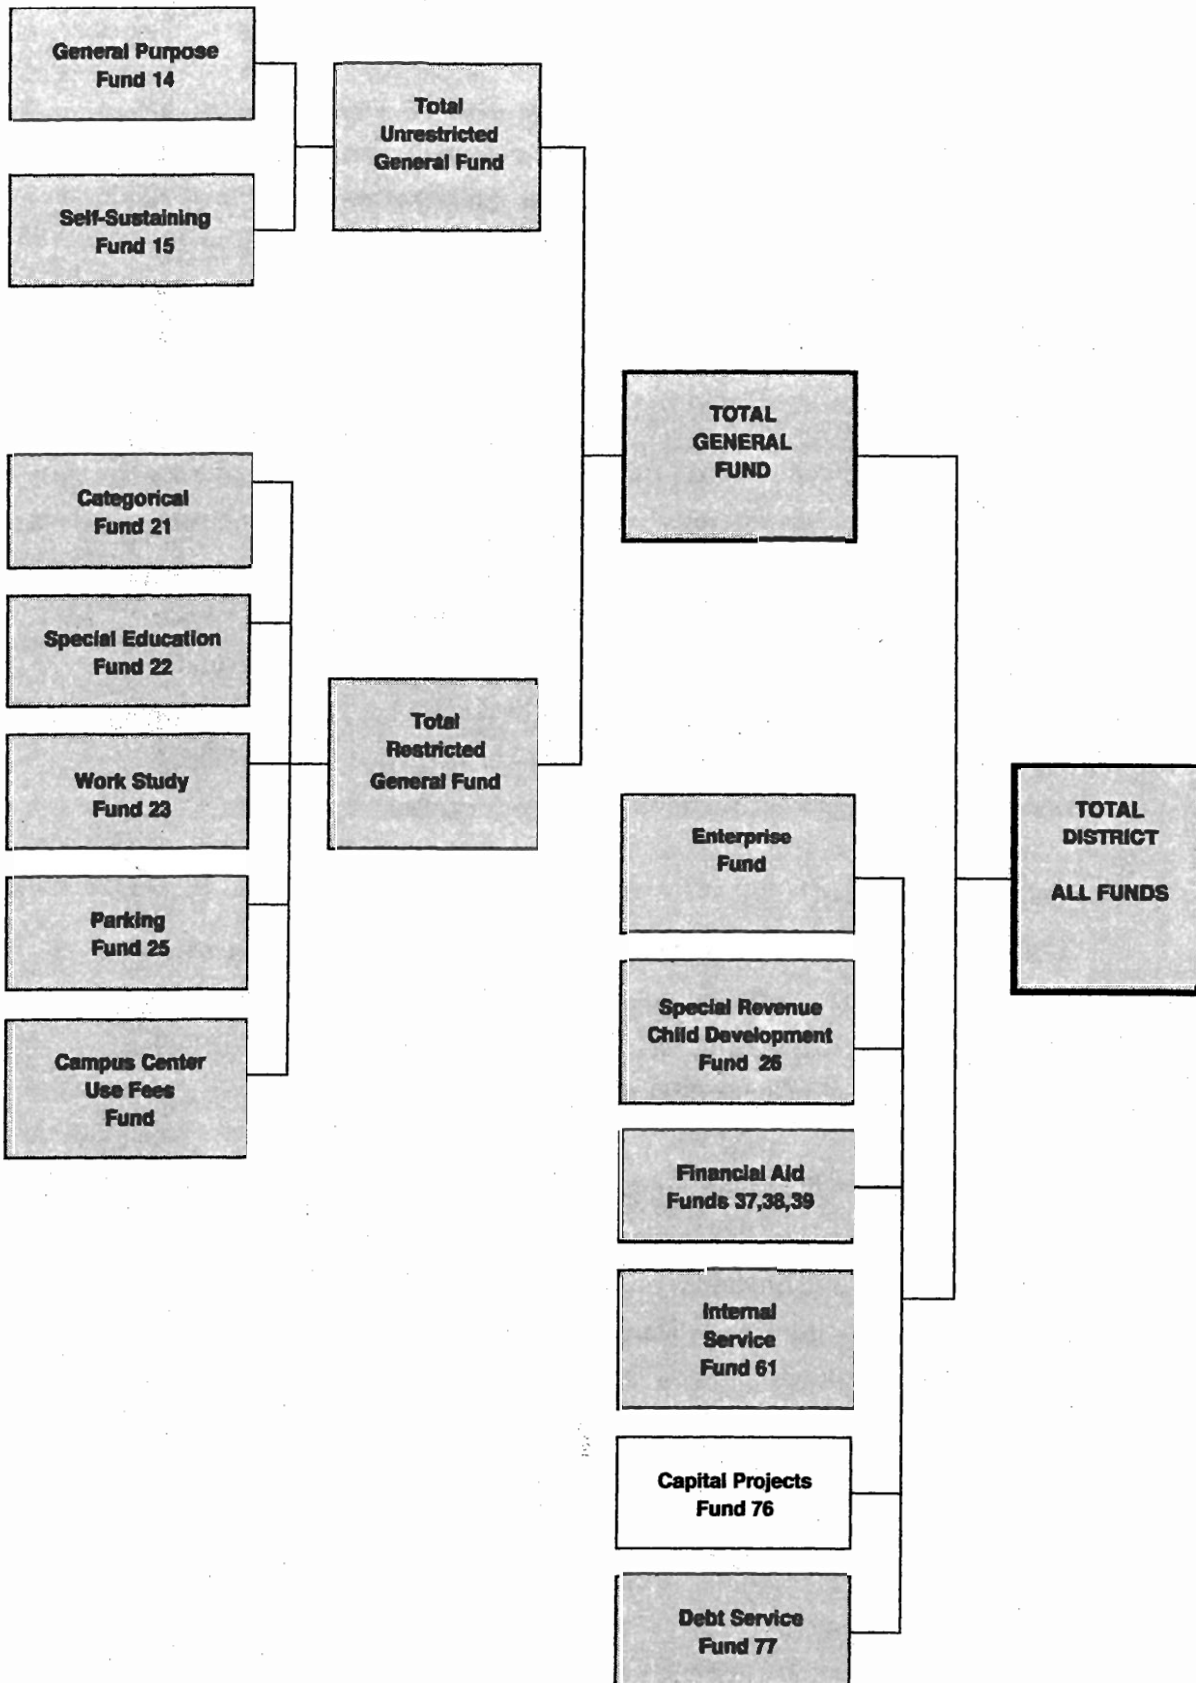 General Purpose
Fund 14
Self-Sustaining
Fund 15
Total
Unrestricted
General Fund
Categorical
Fund 21
Special Education
Fund 22
Work Study
Fund 23
Parking
Fund 25
Campus Center
Use Fees
Fund
Total
Restricted
General Fund
TOTAL
GENERAL
FUND
Enterprise
Fund
Special Revenue
Child Development
Fund 26
Financial Aid
Funds 37,38,39
Internal
Service
Fund 61
Capital Projects
Fund 76
Debt Service
Fund 77
TOTAL
DISTRICT
ALL FUNDS